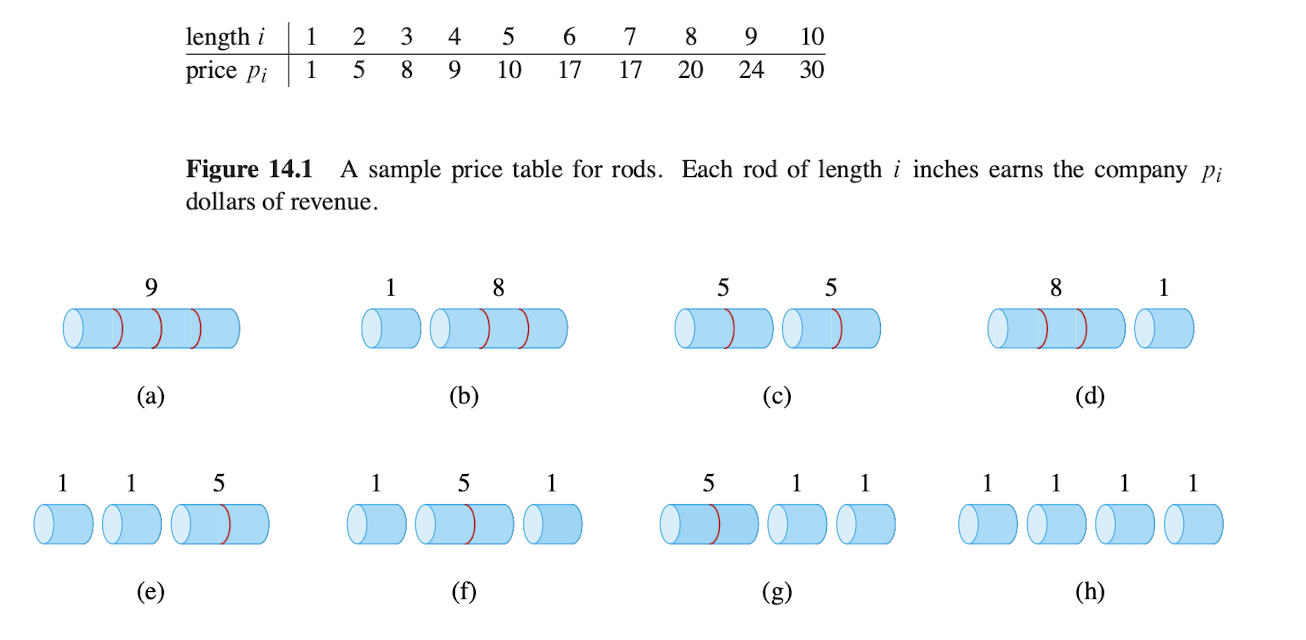 length i 1 2 3 4 5 6 7 8 9 10
price pi 1 5 8 9 10 17 17 20 24 30
Figure 14.1 A sample price table for rods. Each rod of length i inches earns the company pi
dollars of revenue.
9 1 8 5 5 8 1
(a) (b) (c) (d)
1 1 5 1 5 1 5 1 1 1 1 1 1
(e) (f) (g) (h)